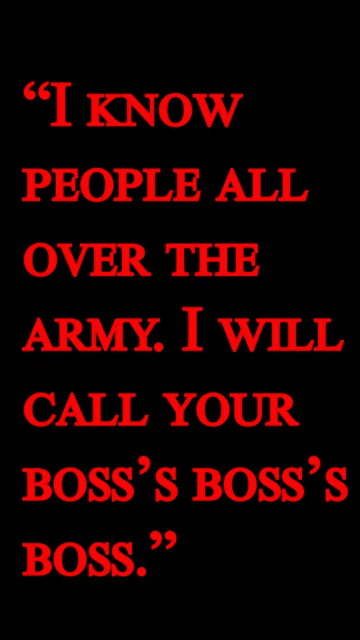 “I know
people all
over the
army. I will
call your
boss’s boss’s
boss.”